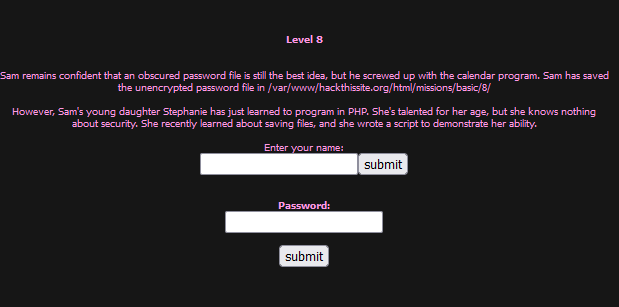 Level 8
Sam remains confident that an obscured password file is still the best idea, but he screwed up with the calendar program. Sam has saved
the unencrypted password file in /var/www/hackthissite.org/html/missions/basic/8/
However, Sam's young daughter Stephanie has just learned to program in PHP. She's talented for her age, but she knows nothing
about security. She recently learned about saving files, and she wrote a script to demonstrate her ability.
Enter your name:
submit
Password:
submit